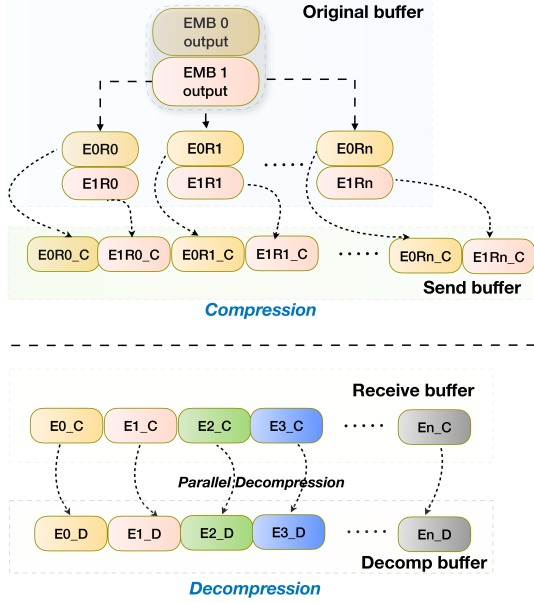 Original buffer
EMB 0
output
EMB 1
output
E0R0 E0R1 E0Rn
E1R0 E1R1 E1Rn
E0R0_C E1R0_C E0R1_C E1R1_C E0Rn_C E1Rn_C
Send buffer
Compression
Receive buffer
E0_C E1_C E2_C E3_C En_C
Parallel Decompression
E0_D E1_D E2_D E3_D En_D
Decomp buffer
Decompression